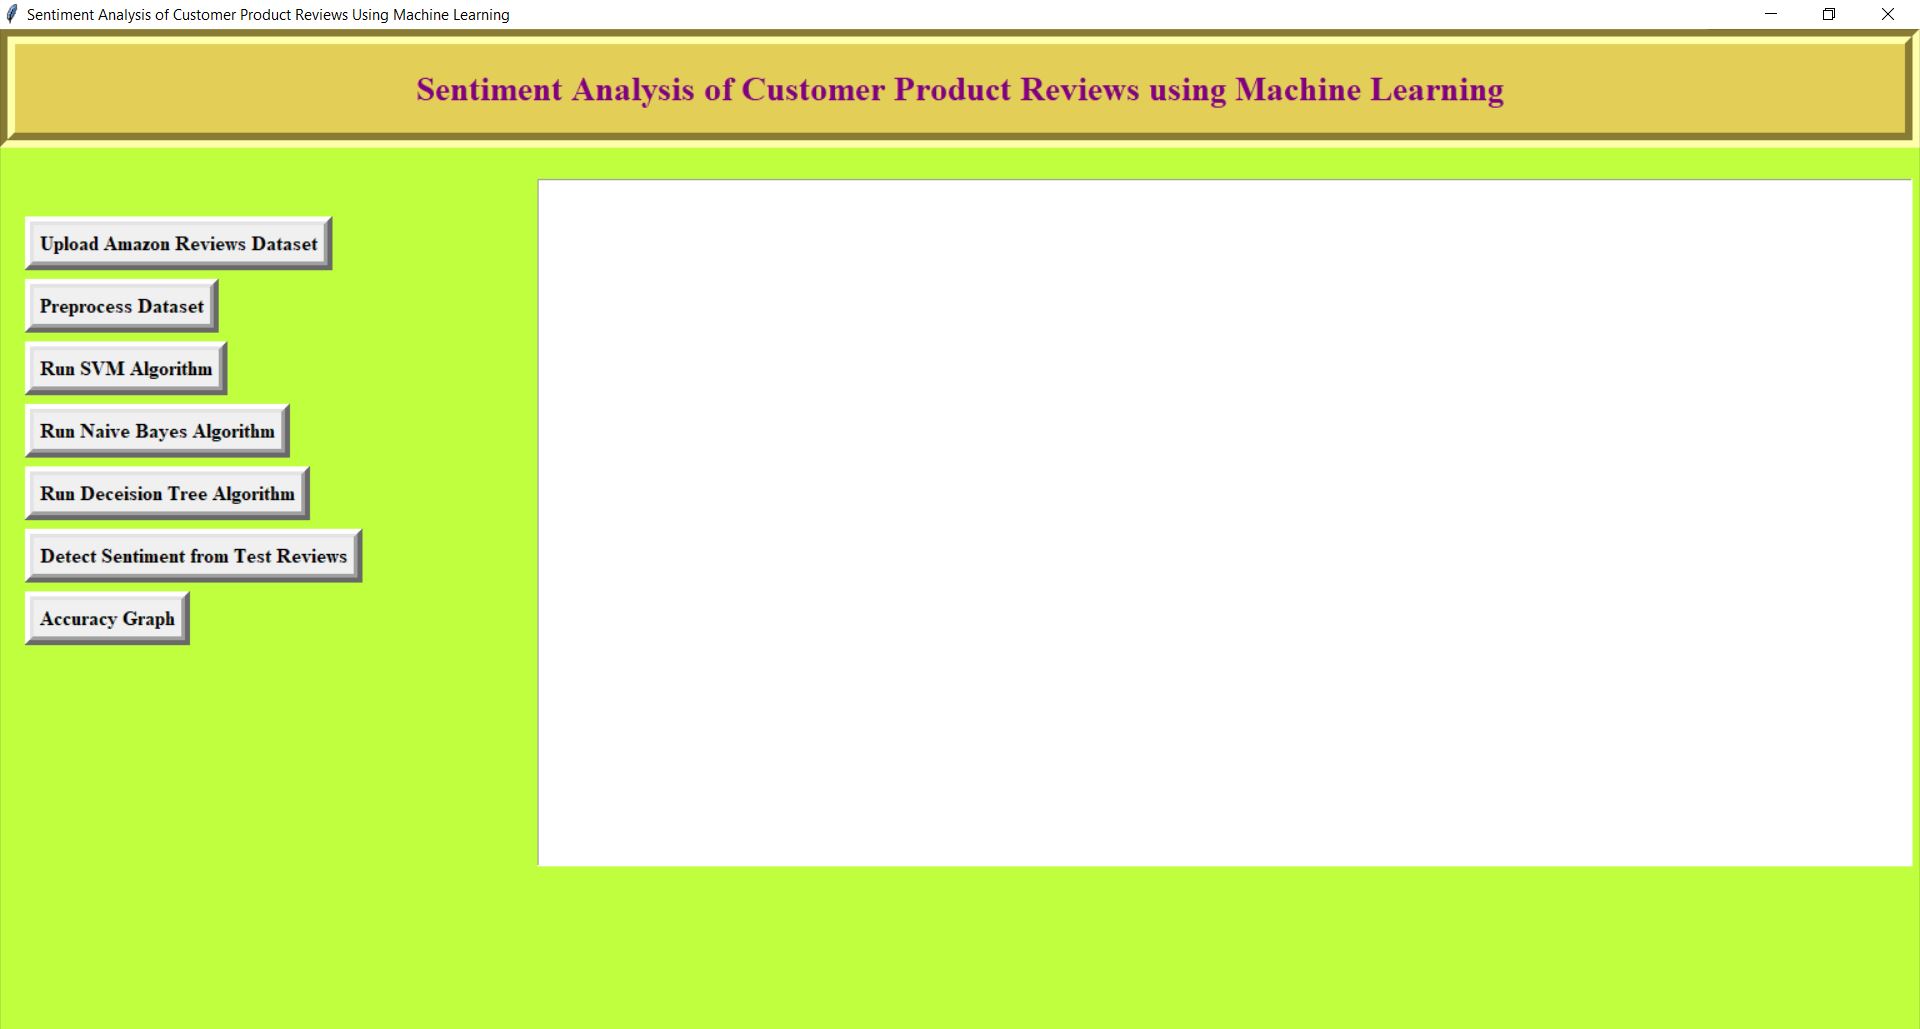 Sentiment Analysis of Customer Product Reviews Using Machine Learning
Sentiment Analysis of Customer Product Reviews using Machine Learning
Upload Amazon Reviews Dataset
Preprocess Dataset
Run SVM Algorithm
Run Naive Bayes Algorithm
Run Deceision Tree Algorithm
Detect Sentiment from Test Reviews
Accuracy Graph